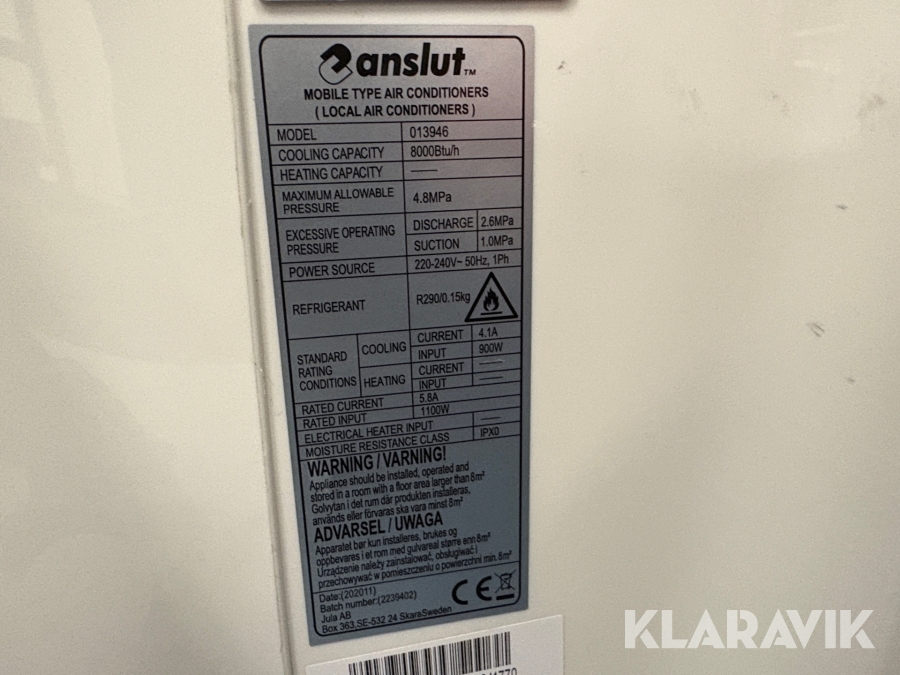 anslut™
MOBILE TYPE AIR CONDITIONERS
( LOCAL AIR CONDITIONERS )
MODEL 013946
COOLING CAPACITY 8000Btu/h
HEATING CAPACITY ——
MAXIMUM ALLOWABLE PRESSURE 4.8MPa
EXCESSIVE OPERATING PRESSURE DISCHARGE 2.6MPa
SUCTION 1.0MPa
POWER SOURCE 220-240V~ 50Hz, 1Ph
REFRIGERANT R290/0.15kg
STANDARD RATING CONDITIONS COOLING CURRENT 4.1A
INPUT 900W
HEATING CURRENT ——
INPUT ——
RATED CURRENT 5.8A
RATED INPUT 1100W
ELECTRICAL HEATER INPUT ——
MOISTURE RESISTANCE CLASS IPX0
WARNING / VARNING!
Appliance should be installed, operated and
stored in a room with a floor area larger than 8m²
Golvytan i det rum där produkten installeras,
används eller förvaras ska vara minst 8m²
ADVARSEL / UWAGA
Apparatet bør kun installeres, brukes og
oppbevares i et rom med gulvareal større enn 8m²
Urządzenie należy zainstalować, obsługiwać i
przechowywać w pomieszczeniu o powierzchni min. 8m²
Date:(202011)
Batch number:(2239402)
Jula AB
Box 363,SE-532 24 SkaraSweden
CE
KLARAVIK